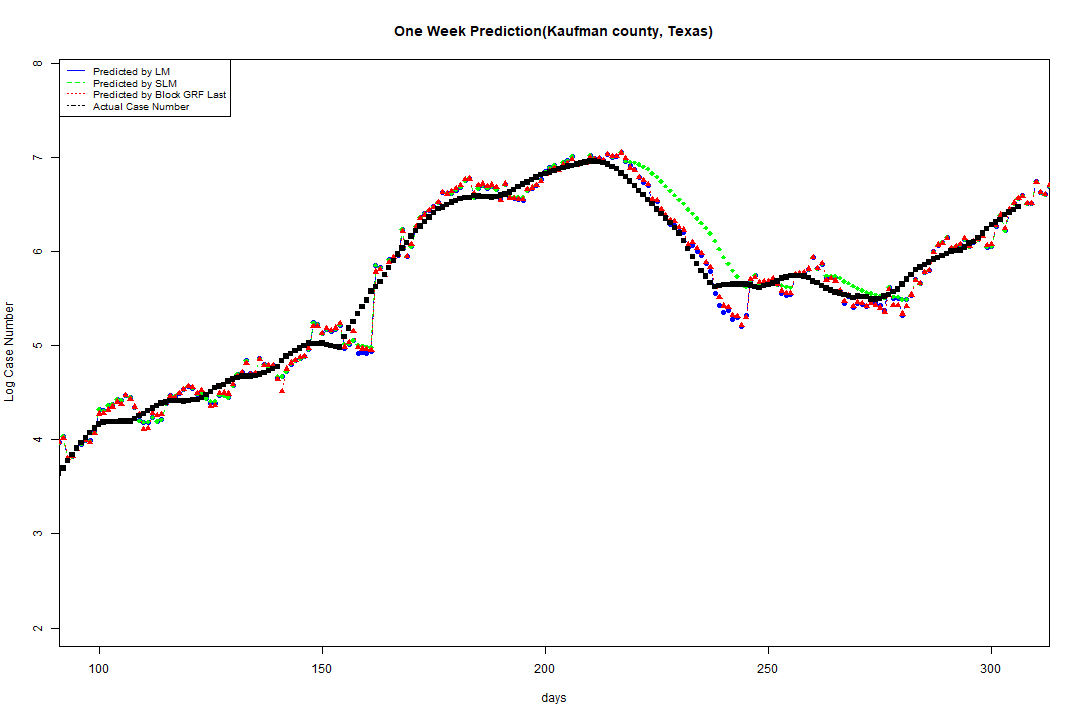 One Week Prediction(Kaufman county, Texas)
Predicted by LM
Predicted by SLM
Predicted by Block GRF Last
Actual Case Number
8
7
6
5
4
3
2
Log Case Number
100 150 200 250 300
days